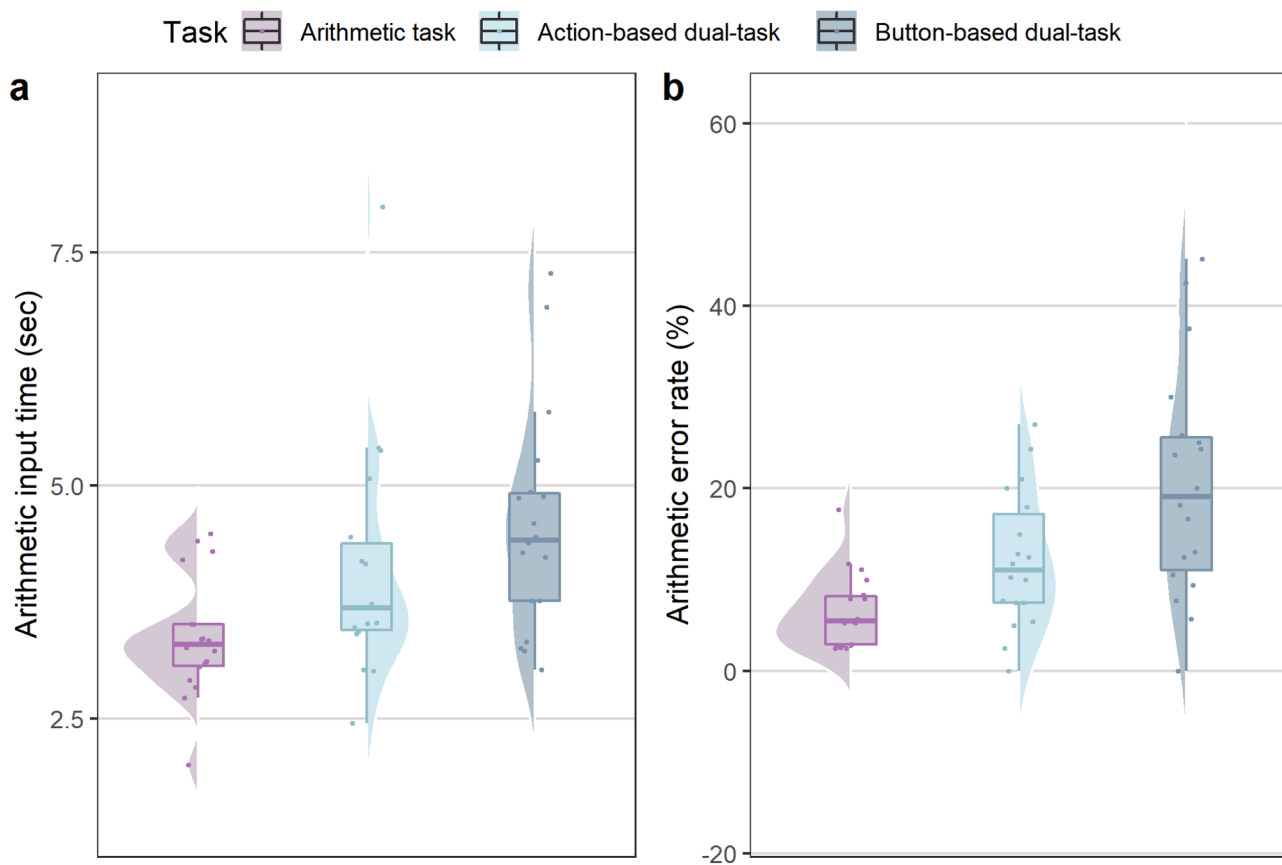 Task Arithmetic task Action-based dual-task Button-based dual-task
a
Arithmetic input time (sec)
7.5
5.0
2.5
b
Arithmetic error rate (%)
60
40
20
0
-20